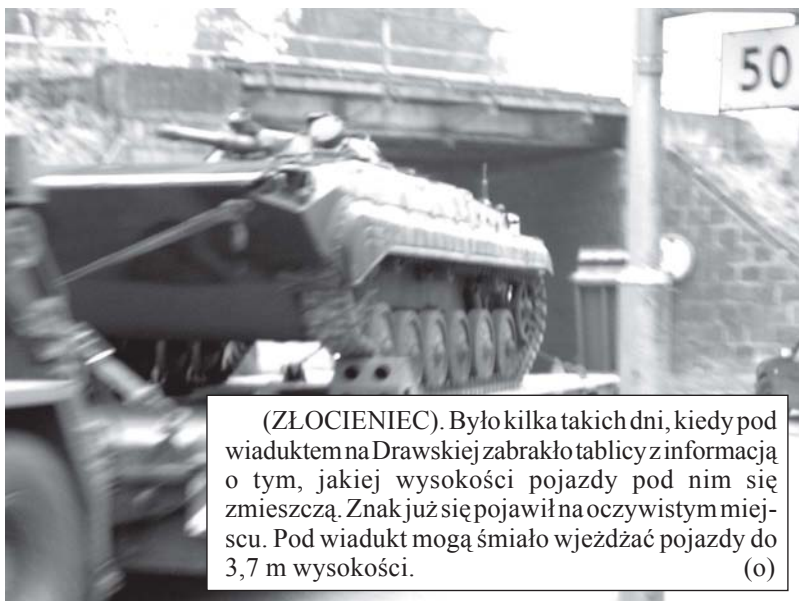 50
(ZŁOCIENIEC). Było kilka takich dni, kiedy pod
wiaduktem na Drawskiej zabrakło tablicy z informacją
o tym, jakiej wysokości pojazdy pod nim się
zmieszczą. Znak już się pojawił na oczywistym miej-
scu. Pod wiadukt mogą śmiało wjeżdżać pojazdy do
3,7 m wysokości. (o)